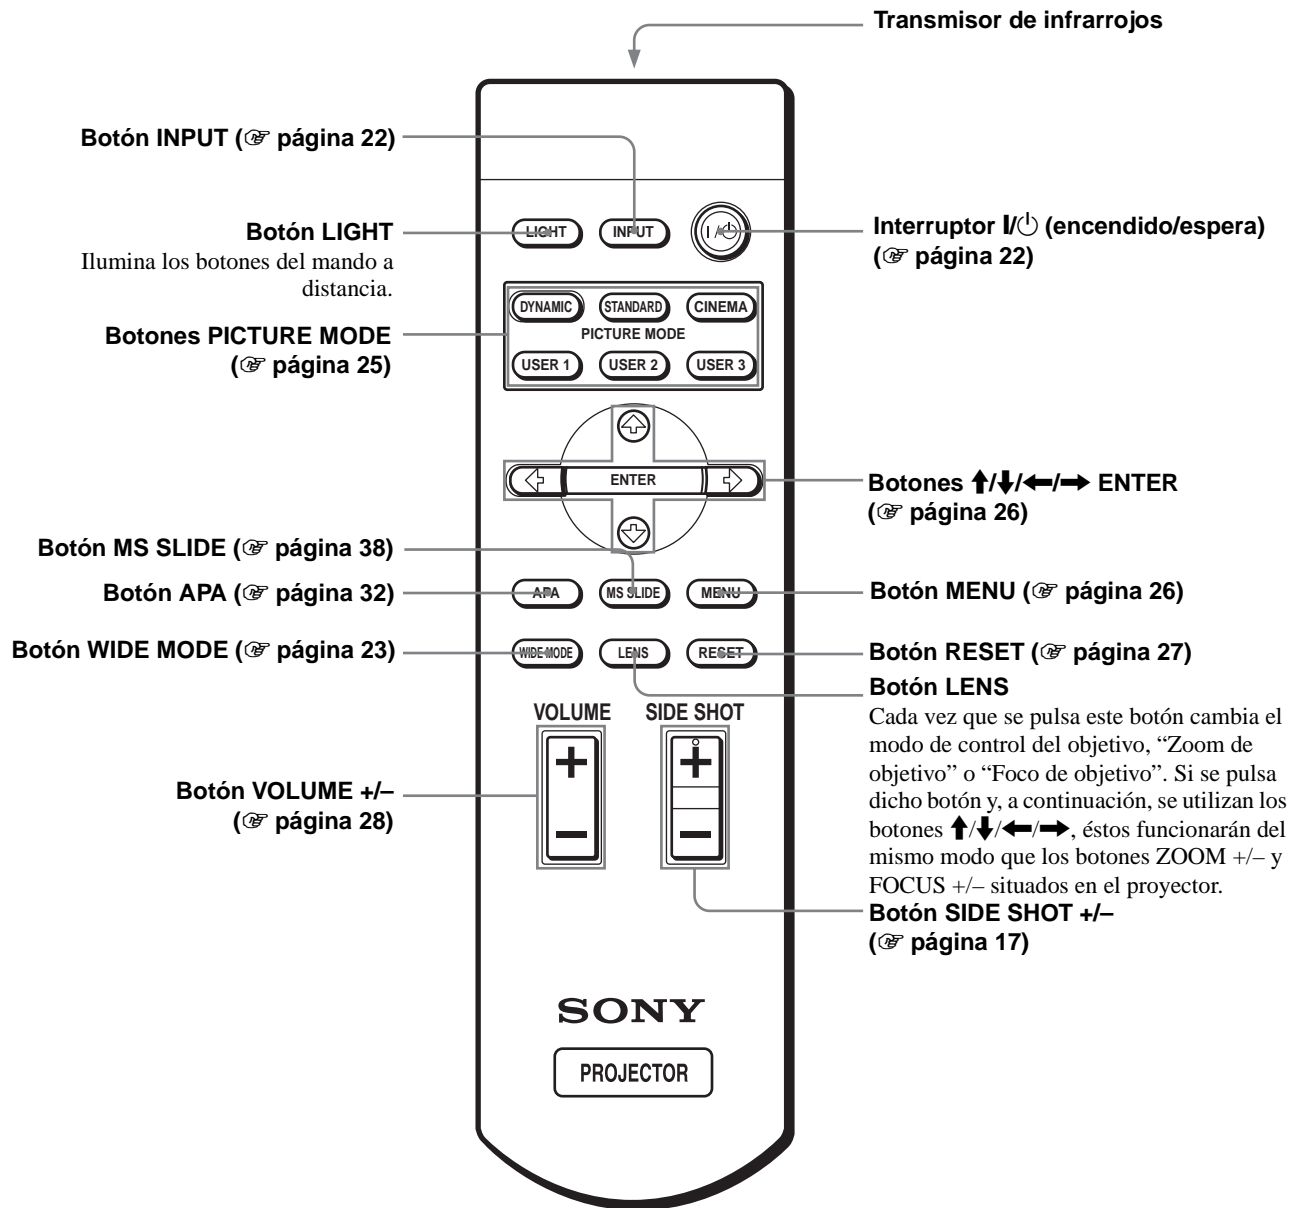 Transmisor de infrarrojos
Botón INPUT (☞ página 22)
Botón LIGHT
Ilumina los botones del mando a
distancia.
Botones PICTURE MODE
(☞ página 25)
Botón MS SLIDE (☞ página 38)
Botón APA (☞ página 32)
Botón WIDE MODE (☞ página 23)
Botón VOLUME +/–
(☞ página 28)
LIGHT INPUT I/⏻
DYNAMIC STANDARD CINEMA
PICTURE MODE
USER 1 USER 2 USER 3
ENTER
APA MS SLIDE MENU
WIDE MODE LENS RESET
VOLUME SIDE SHOT
+ +
– –
SONY
PROJECTOR
Interruptor I/⏻ (encendido/espera)
(☞ página 22)
Botones ↑/↓/←/→ ENTER
(☞ página 26)
Botón MENU (☞ página 26)
Botón RESET (☞ página 27)
Botón LENS
Cada vez que se pulsa este botón cambia el
modo de control del objetivo, “Zoom de
objetivo” o “Foco de objetivo”. Si se pulsa
dicho botón y, a continuación, se utilizan los
botones ↑/↓/←/→, éstos funcionarán del
mismo modo que los botones ZOOM +/– y
FOCUS +/– situados en el proyector.
Botón SIDE SHOT +/–
(☞ página 17)